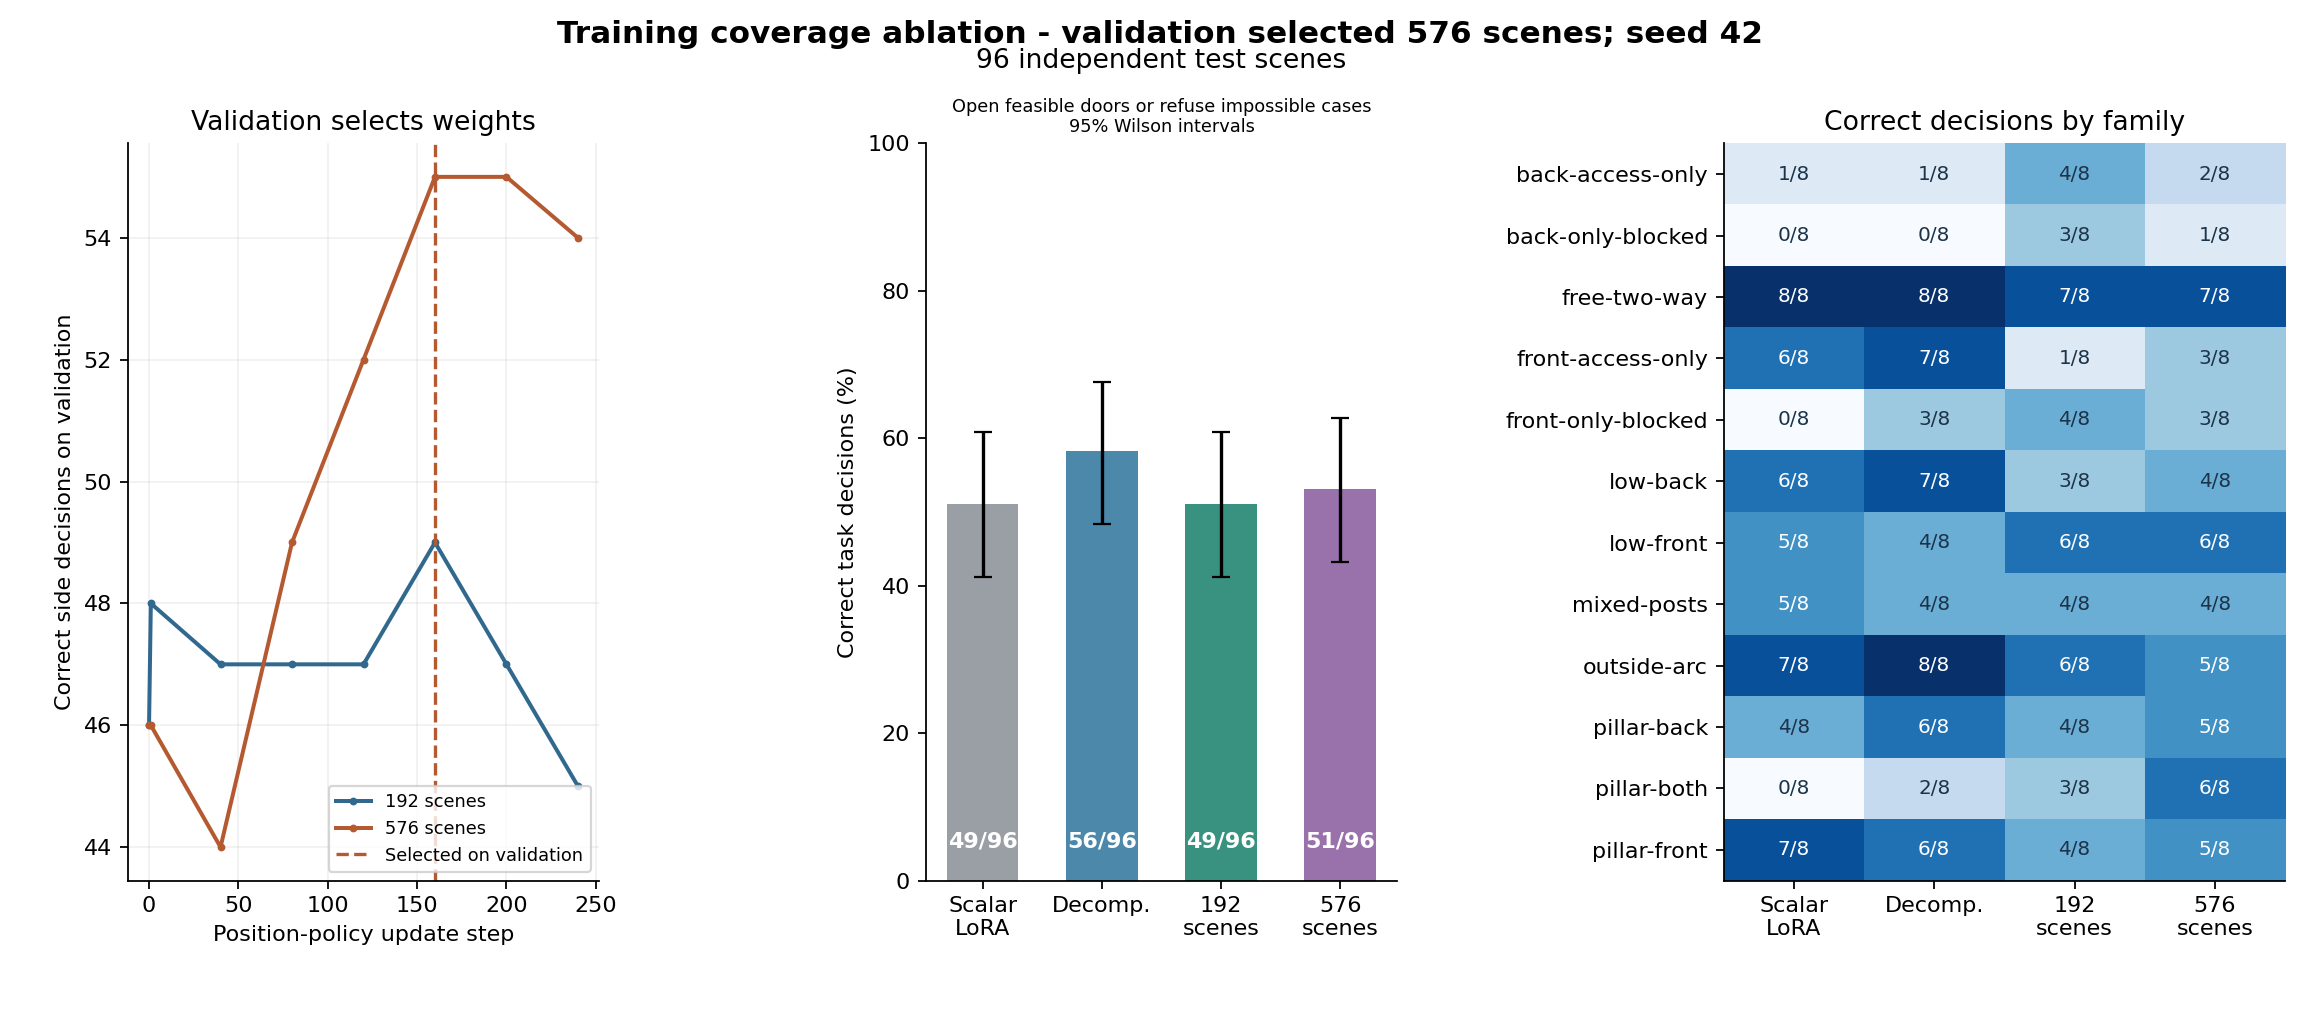 Training coverage ablation - validation selected 576 scenes; seed 42
96 independent test scenes
Validation selects weights
Correct side decisions on validation
54
52
50
48
46
44
0 50 100 150 200 250
Position-policy update step
192 scenes
576 scenes
Selected on validation
Open feasible doors or refuse impossible cases
95% Wilson intervals
Correct task decisions (%)
100
80
60
40
20
0
49/96 56/96 49/96 51/96
Scalar LoRA
Decomp.
192 scenes
576 scenes
Correct decisions by family
back-access-only 1/8 1/8 4/8 2/8
back-only-blocked 0/8 0/8 3/8 1/8
free-two-way 8/8 8/8 7/8 7/8
front-access-only 6/8 7/8 1/8 3/8
front-only-blocked 0/8 3/8 4/8 3/8
low-back 6/8 7/8 3/8 4/8
low-front 5/8 4/8 6/8 6/8
mixed-posts 5/8 4/8 4/8 4/8
outside-arc 7/8 8/8 6/8 5/8
pillar-back 4/8 6/8 4/8 5/8
pillar-both 0/8 2/8 3/8 6/8
pillar-front 7/8 6/8 4/8 5/8
Scalar LoRA
Decomp.
192 scenes
576 scenes